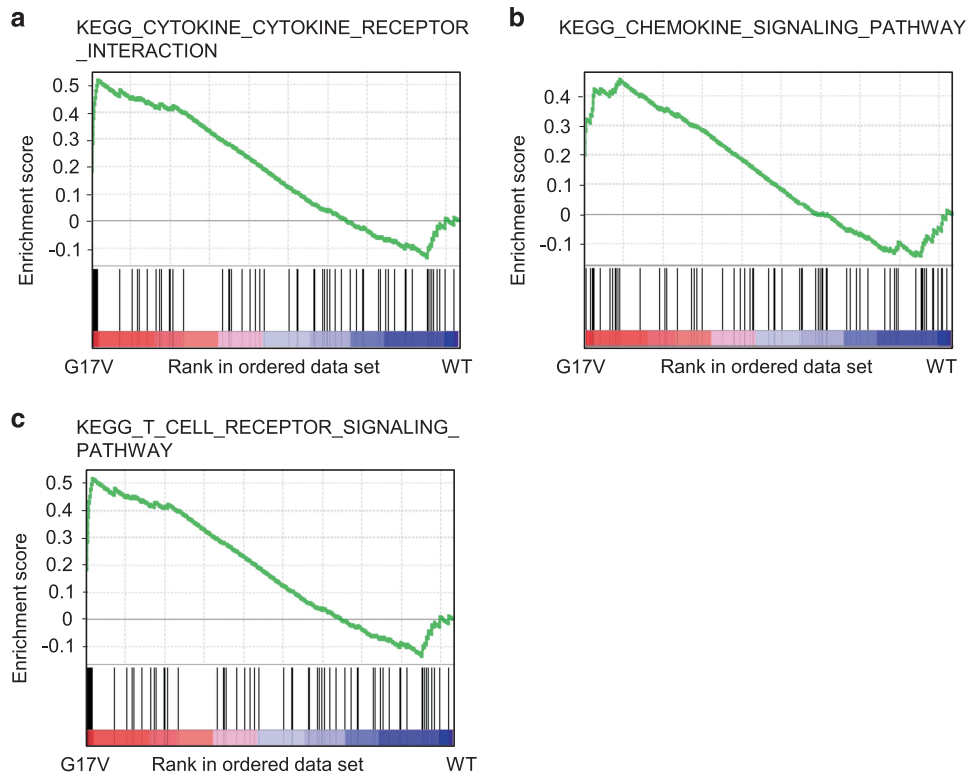 a
KEGG_CYTOKINE_CYTOKINE_RECEPTOR
_INTERACTION
Enrichment score
0.5
0.4
0.3
0.2
0.1
0
-0.1
G17V
Rank in ordered data set
WT
b
KEGG_CHEMOKINE_SIGNALING_PATHWAY
Enrichment score
0.4
0.3
0.2
0.1
0
-0.1
G17V
Rank in ordered data set
WT
c
KEGG_T_CELL_RECEPTOR_SIGNALING_
PATHWAY
Enrichment score
0.5
0.4
0.3
0.2
0.1
0
-0.1
G17V
Rank in ordered data set
WT